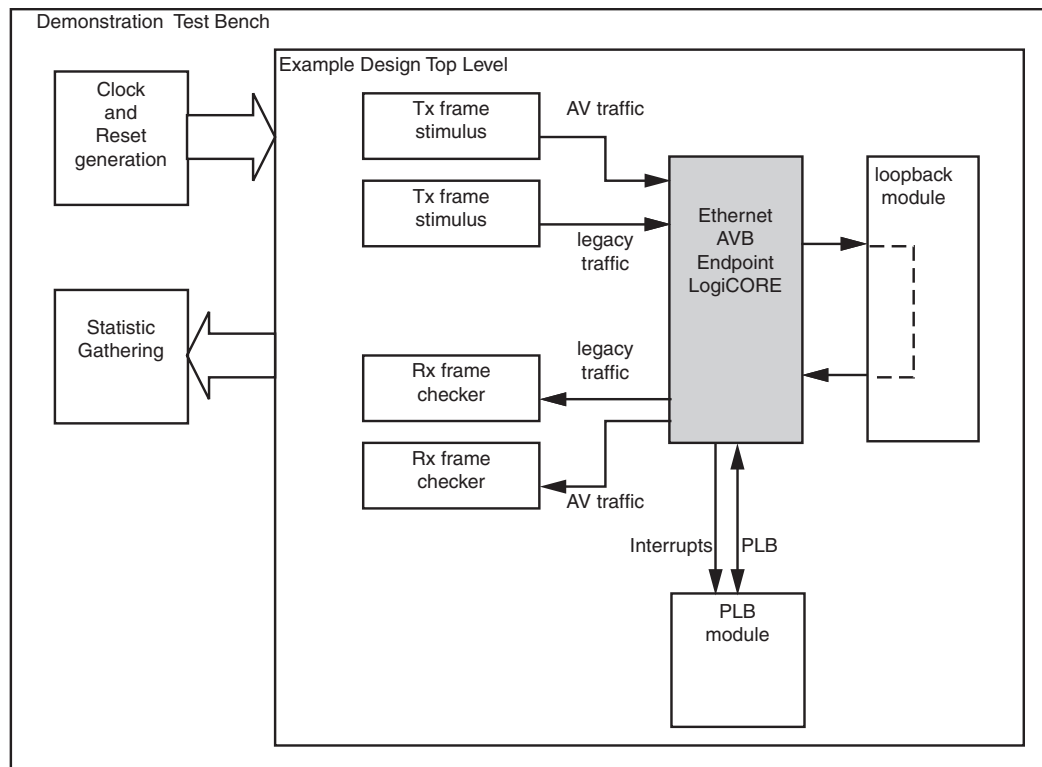 Demonstration Test Bench
Clock
and
Reset
generation
Example Design Top Level
Tx frame
stimulus
AV traffic
Tx frame
stimulus
legacy
traffic
Ethernet
AVB
Endpoint
LogiCORE
loopback
module
Statistic
Gathering
Rx frame
checker
legacy
traffic
Rx frame
checker
AV traffic
Interrupts
PLB
PLB
module